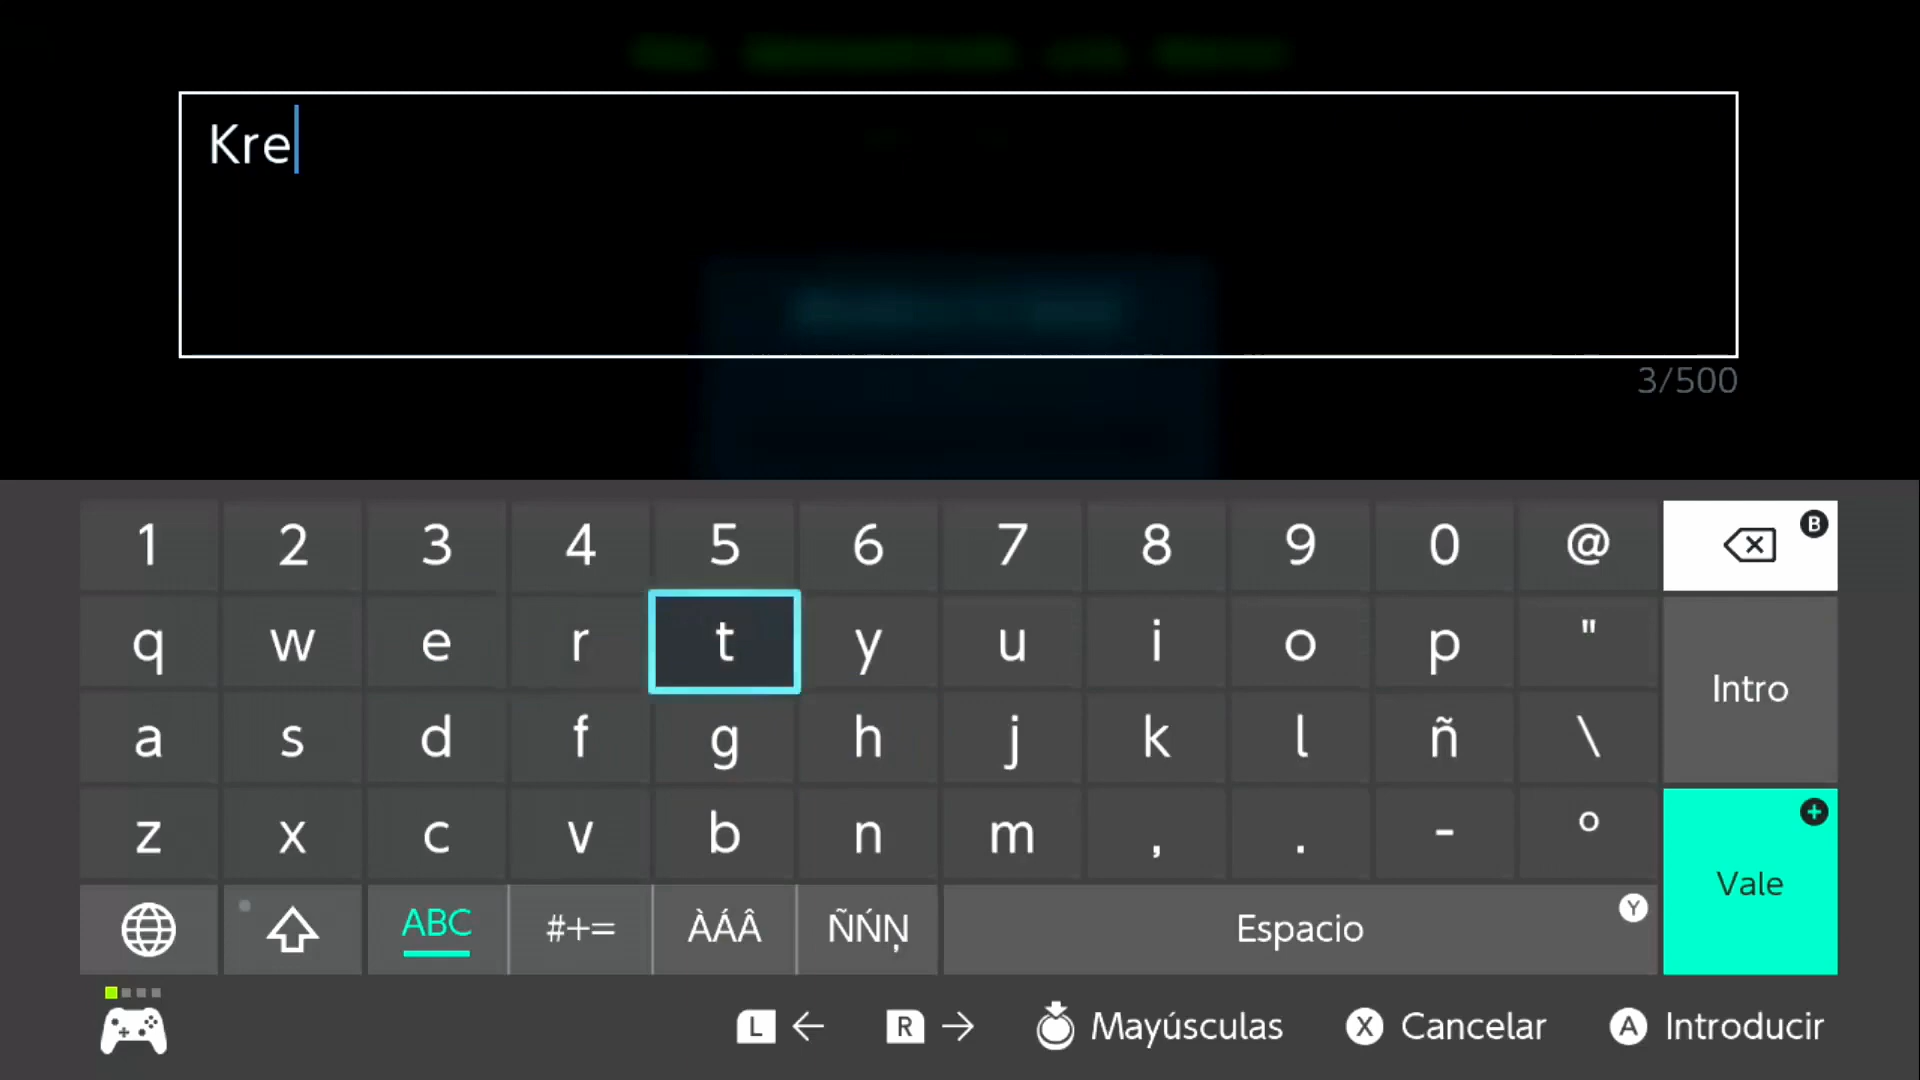 Kre
3/500
1 2 3 4 5 6 7 8 9 0 @ B
q w e r t y u i o p "
Intro
a s d f g h j k l ñ \
z x c v b n m , . - º +
Vale
ABC #+= ÀÁÂ ÑŃŅ Espacio Y
L ← R → Mayúsculas X Cancelar A Introducir